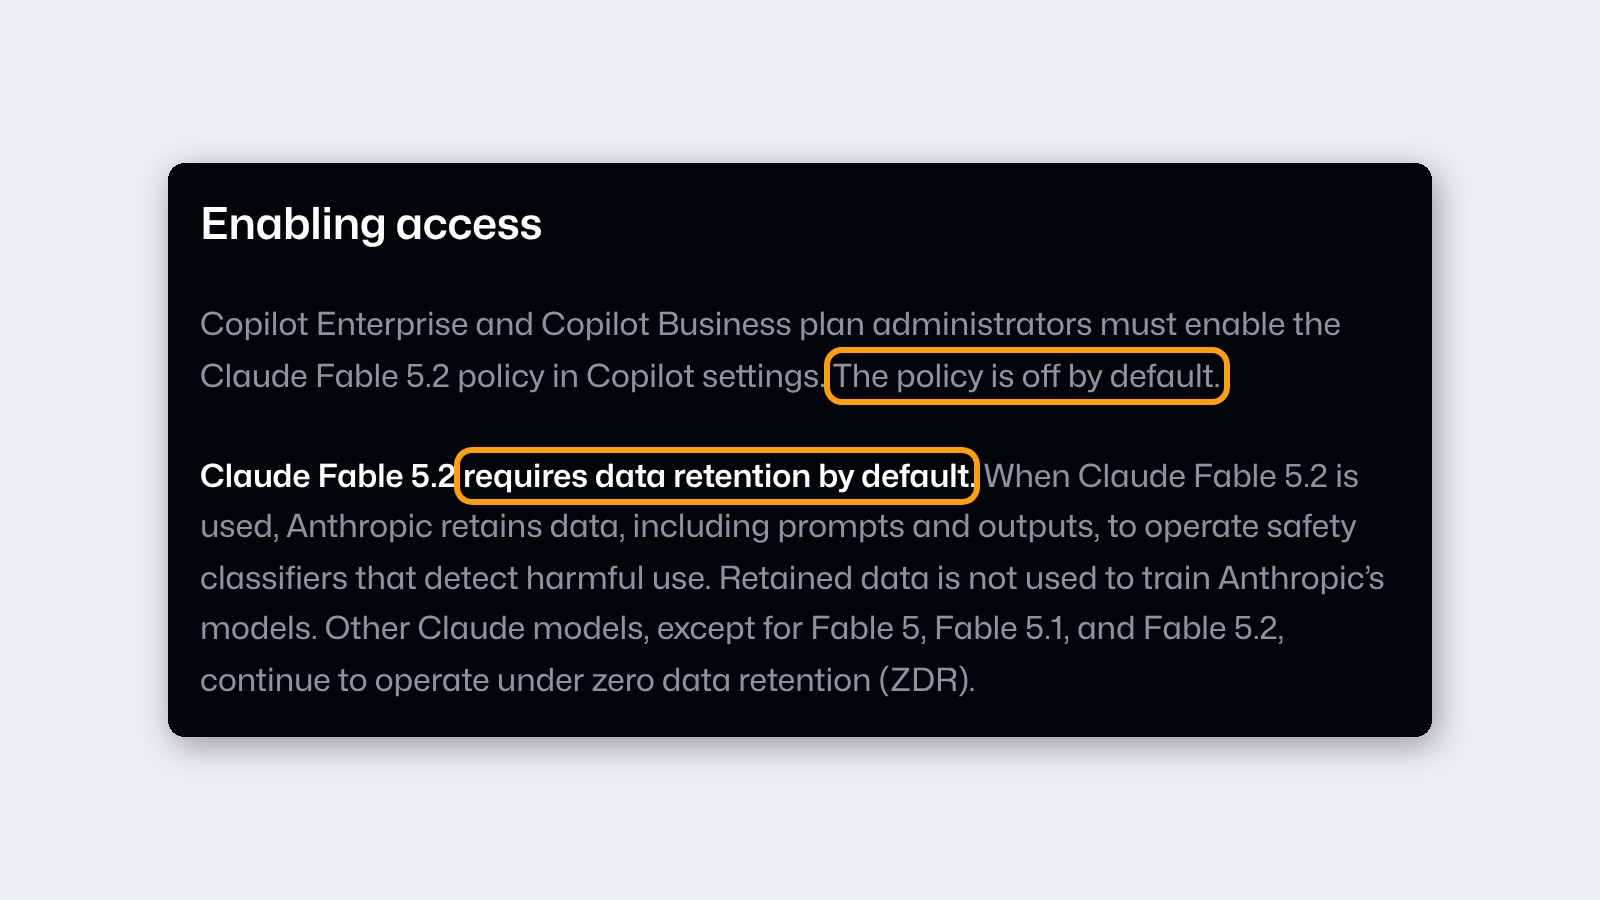 Enabling access
Copilot Enterprise and Copilot Business plan administrators must enable the
Claude Fable 5.2 policy in Copilot settings. The policy is off by default.
Claude Fable 5.2 requires data retention by default. When Claude Fable 5.2 is
used, Anthropic retains data, including prompts and outputs, to operate safety
classifiers that detect harmful use. Retained data is not used to train Anthropic’s
models. Other Claude models, except for Fable 5, Fable 5.1, and Fable 5.2,
continue to operate under zero data retention (ZDR).